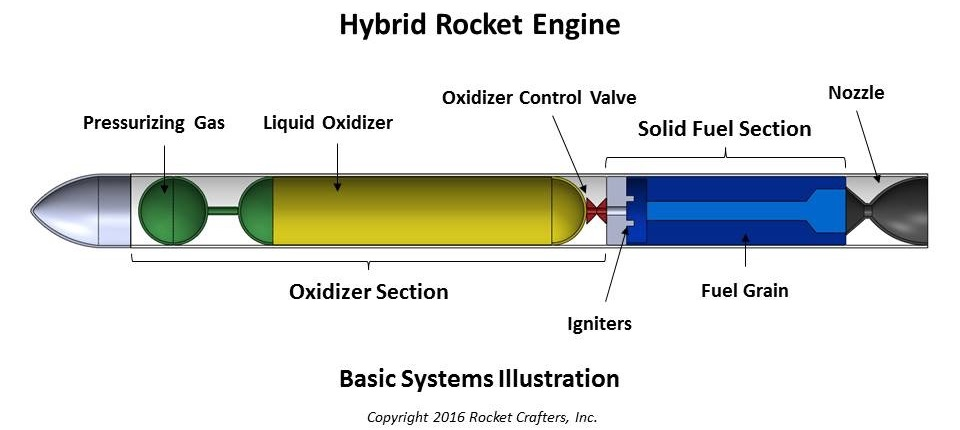 Hybrid Rocket Engine
Oxidizer Control Valve
Nozzle
Pressurizing Gas
Liquid Oxidizer
Solid Fuel Section
Oxidizer Section
Fuel Grain
Igniters
Basic Systems Illustration
Copyright 2016 Rocket Crafters, Inc.